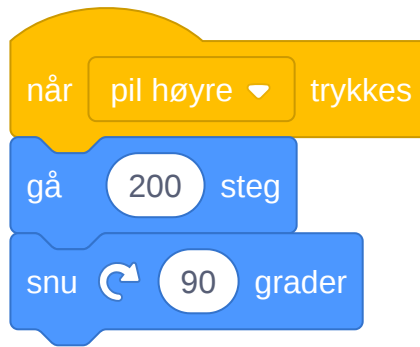 når pil høyre trykkes
gå 200 steg
snu 90 grader